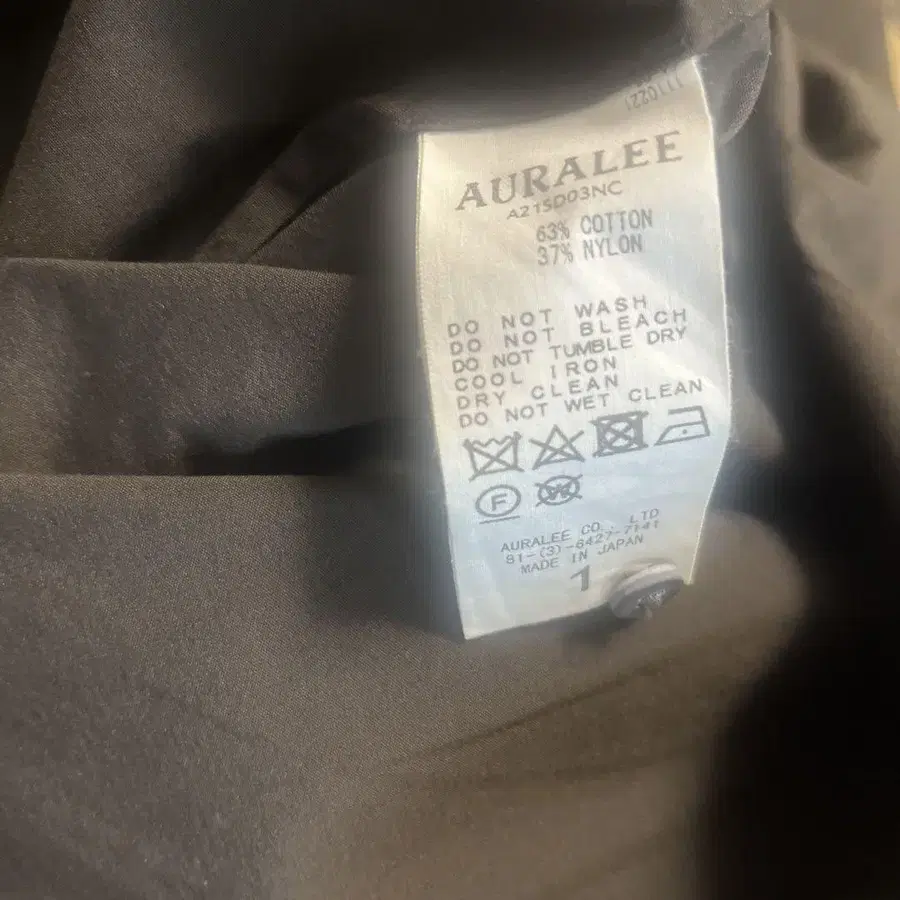 AURALEE
A21SD03NC
63% COTTON
37% NYLON
DO NOT WASH
DO NOT BLEACH
DO NOT TUMBLE DRY
COOL IRON
DRY CLEAN
DO NOT WET CLEAN
F
W
AURALEE CO., LTD
81-(3)-6427-7141
MADE IN JAPAN
1